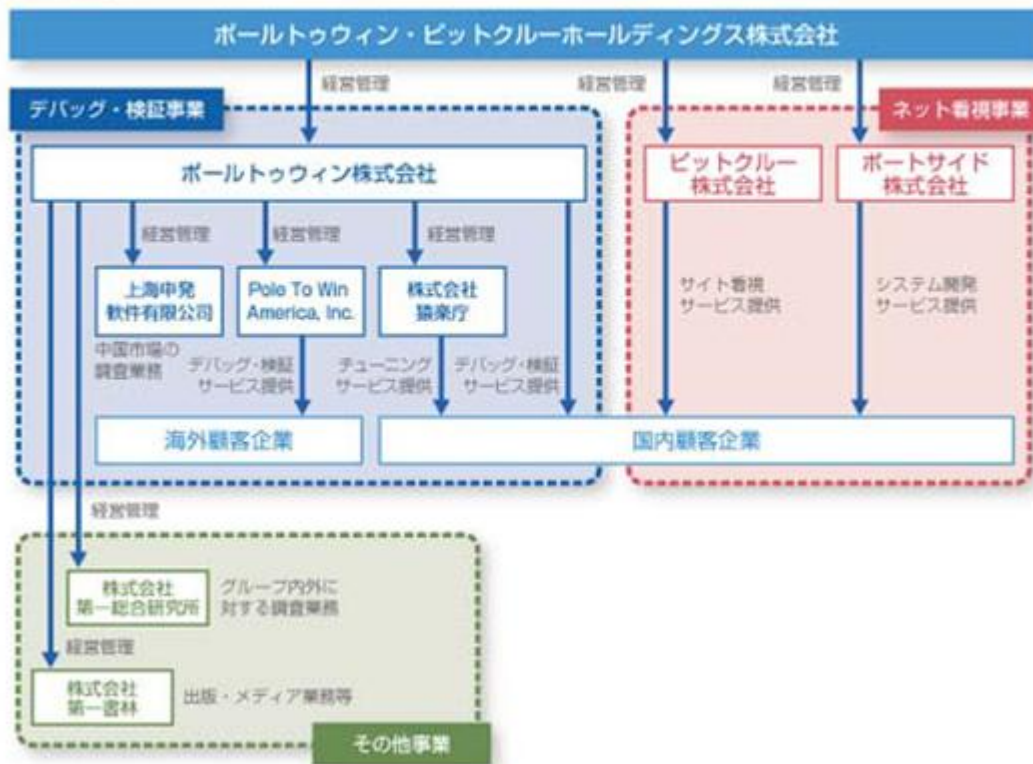 ポールトゥウィン・ピットクルーホールディングス株式会社
経営管理
経営管理
経営管理
デバッグ・検証事業
ネット看視事業
ポールトゥウィン株式会社
ピットクルー
株式会社
ポートサイド
株式会社
経営管理
経営管理
経営管理
上海申発
軟件有限公司
Pole To Win
America, Inc.
株式会社
猿楽庁
サイト看視
サービス提供
システム開発
サービス提供
中国市場の
調査業務
デバッグ・検証
サービス提供
チューニング
サービス提供
デバッグ・検証
サービス提供
海外顧客企業
国内顧客企業
経営管理
株式会社
第一総合研究所
グループ内外に
対する調査業務
経営管理
株式会社
第一書林
出版・メディア業務等
その他事業